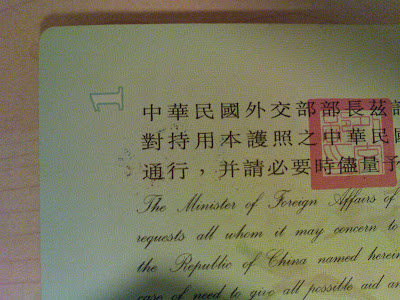 1
中華民國外交部部長茲請
對持用本護照之中華民國
通行，并請必要時儘量予
The Minister of Foreign Affairs of
requests all whom it may concern to
the Republic of China named herein
case of need to give all possible aid an